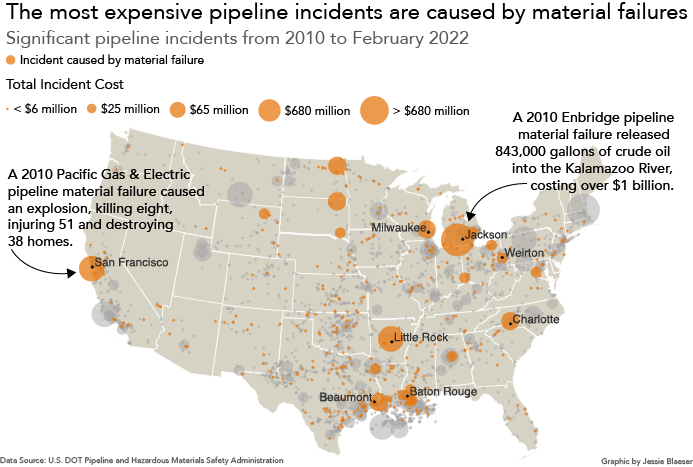 The most expensive pipeline incidents are caused by material failures
Significant pipeline incidents from 2010 to February 2022
Incident caused by material failure
Total Incident Cost
< $6 million $25 million $65 million $680 million > $680 million
A 2010 Enbridge pipeline
material failure released
843,000 gallons of crude oil
into the Kalamazoo River,
costing over $1 billion.
A 2010 Pacific Gas & Electric
pipeline material failure caused
an explosion, killing eight,
injuring 51 and destroying
38 homes.
Milwaukee
Jackson
Weirton
San Francisco
Charlotte
Little Rock
Beaumont
Baton Rouge
Data Source: U.S. DOT Pipeline and Hazardous Materials Safety Administration
Graphic by Jessie Blaeser